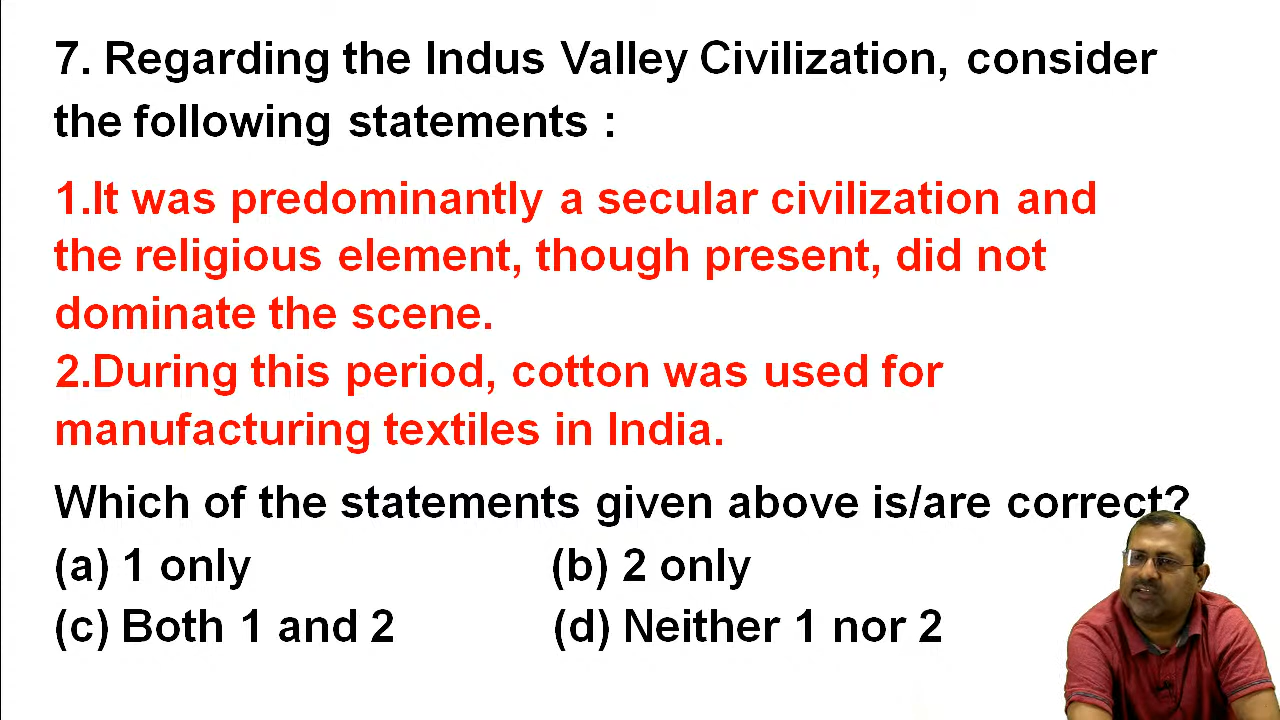 7. Regarding the Indus Valley Civilization, consider
the following statements :
1.It was predominantly a secular civilization and
the religious element, though present, did not
dominate the scene.
2.During this period, cotton was used for
manufacturing textiles in India.
Which of the statements given above is/are correct?
(a) 1 only (b) 2 only
(c) Both 1 and 2 (d) Neither 1 nor 2